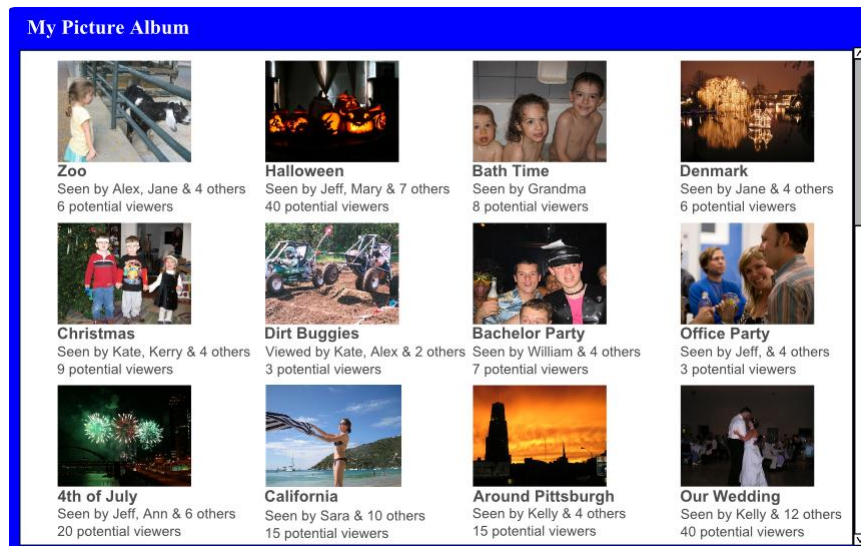 My Picture Album
Zoo
Seen by Alex, Jane & 4 others
6 potential viewers
Halloween
Seen by Jeff, Mary & 7 others
40 potential viewers
Bath Time
Seen by Grandma
8 potential viewers
Denmark
Seen by Jane & 4 others
6 potential viewers
Christmas
Seen by Kate, Kerry & 4 others
9 potential viewers
Dirt Buggies
Viewed by Kate, Alex & 2 others
3 potential viewers
Bachelor Party
Seen by William & 4 others
7 potential viewers
Office Party
Seen by Jeff, & 4 others
3 potential viewers
4th of July
Seen by Jeff, Ann & 6 others
20 potential viewers
California
Seen by Sara & 10 others
15 potential viewers
Around Pittsburgh
Seen by Kelly & 4 others
15 potential viewers
Our Wedding
Seen by Kelly & 12 others
40 potential viewers